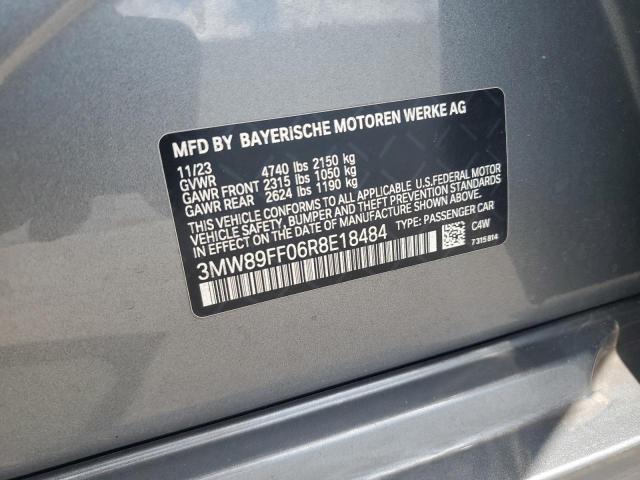 MFD BY BAYERISCHE MOTOREN WERKE AG
11/23
GVWR 4740 lbs 2150 kg
GAWR FRONT 2315 lbs 1050 kg
GAWR REAR 2624 lbs 1190 kg
THIS VEHICLE CONFORMS TO ALL APPLICABLE U.S.FEDERAL MOTOR
VEHICLE SAFETY, BUMPER, AND THEFT PREVENTION STANDARDS
IN EFFECT ON THE DATE OF MANUFACTURE SHOWN ABOVE.
3MW89FF06R8E18484 TYPE: PASSENGER CAR
C4W
7315814